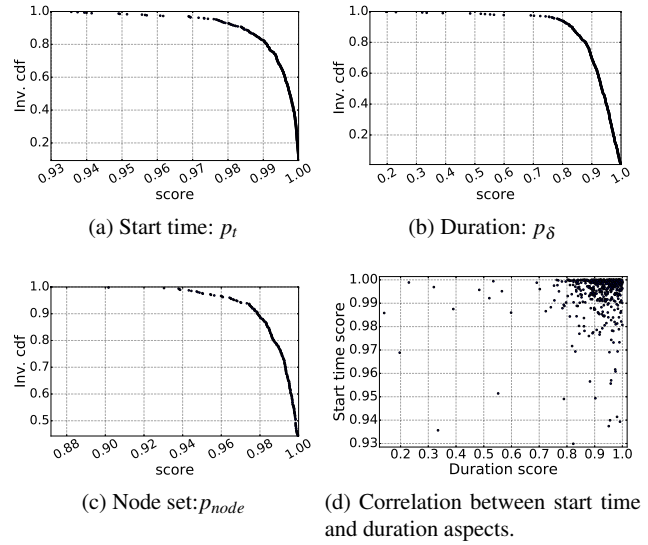 1.0
0.8
0.6
0.4
0.2
Inv. cdf
0.93 0.94 0.95 0.96 0.97 0.98 0.99 1.00
score
(a) Start time: p_t
1.0
0.8
0.6
0.4
0.2
Inv. cdf
0.2 0.3 0.4 0.5 0.6 0.7 0.8 0.9 1.0
score
(b) Duration: p_δ
1.0
0.9
0.8
0.7
0.6
0.5
Inv. cdf
0.88 0.90 0.92 0.94 0.96 0.98 1.00
score
(c) Node set:p_node
1.00
0.99
0.98
0.97
0.96
0.95
0.94
0.93
Start time score
0.2 0.3 0.4 0.5 0.6 0.7 0.8 0.9 1.0
Duration score
(d) Correlation between start time
and duration aspects.